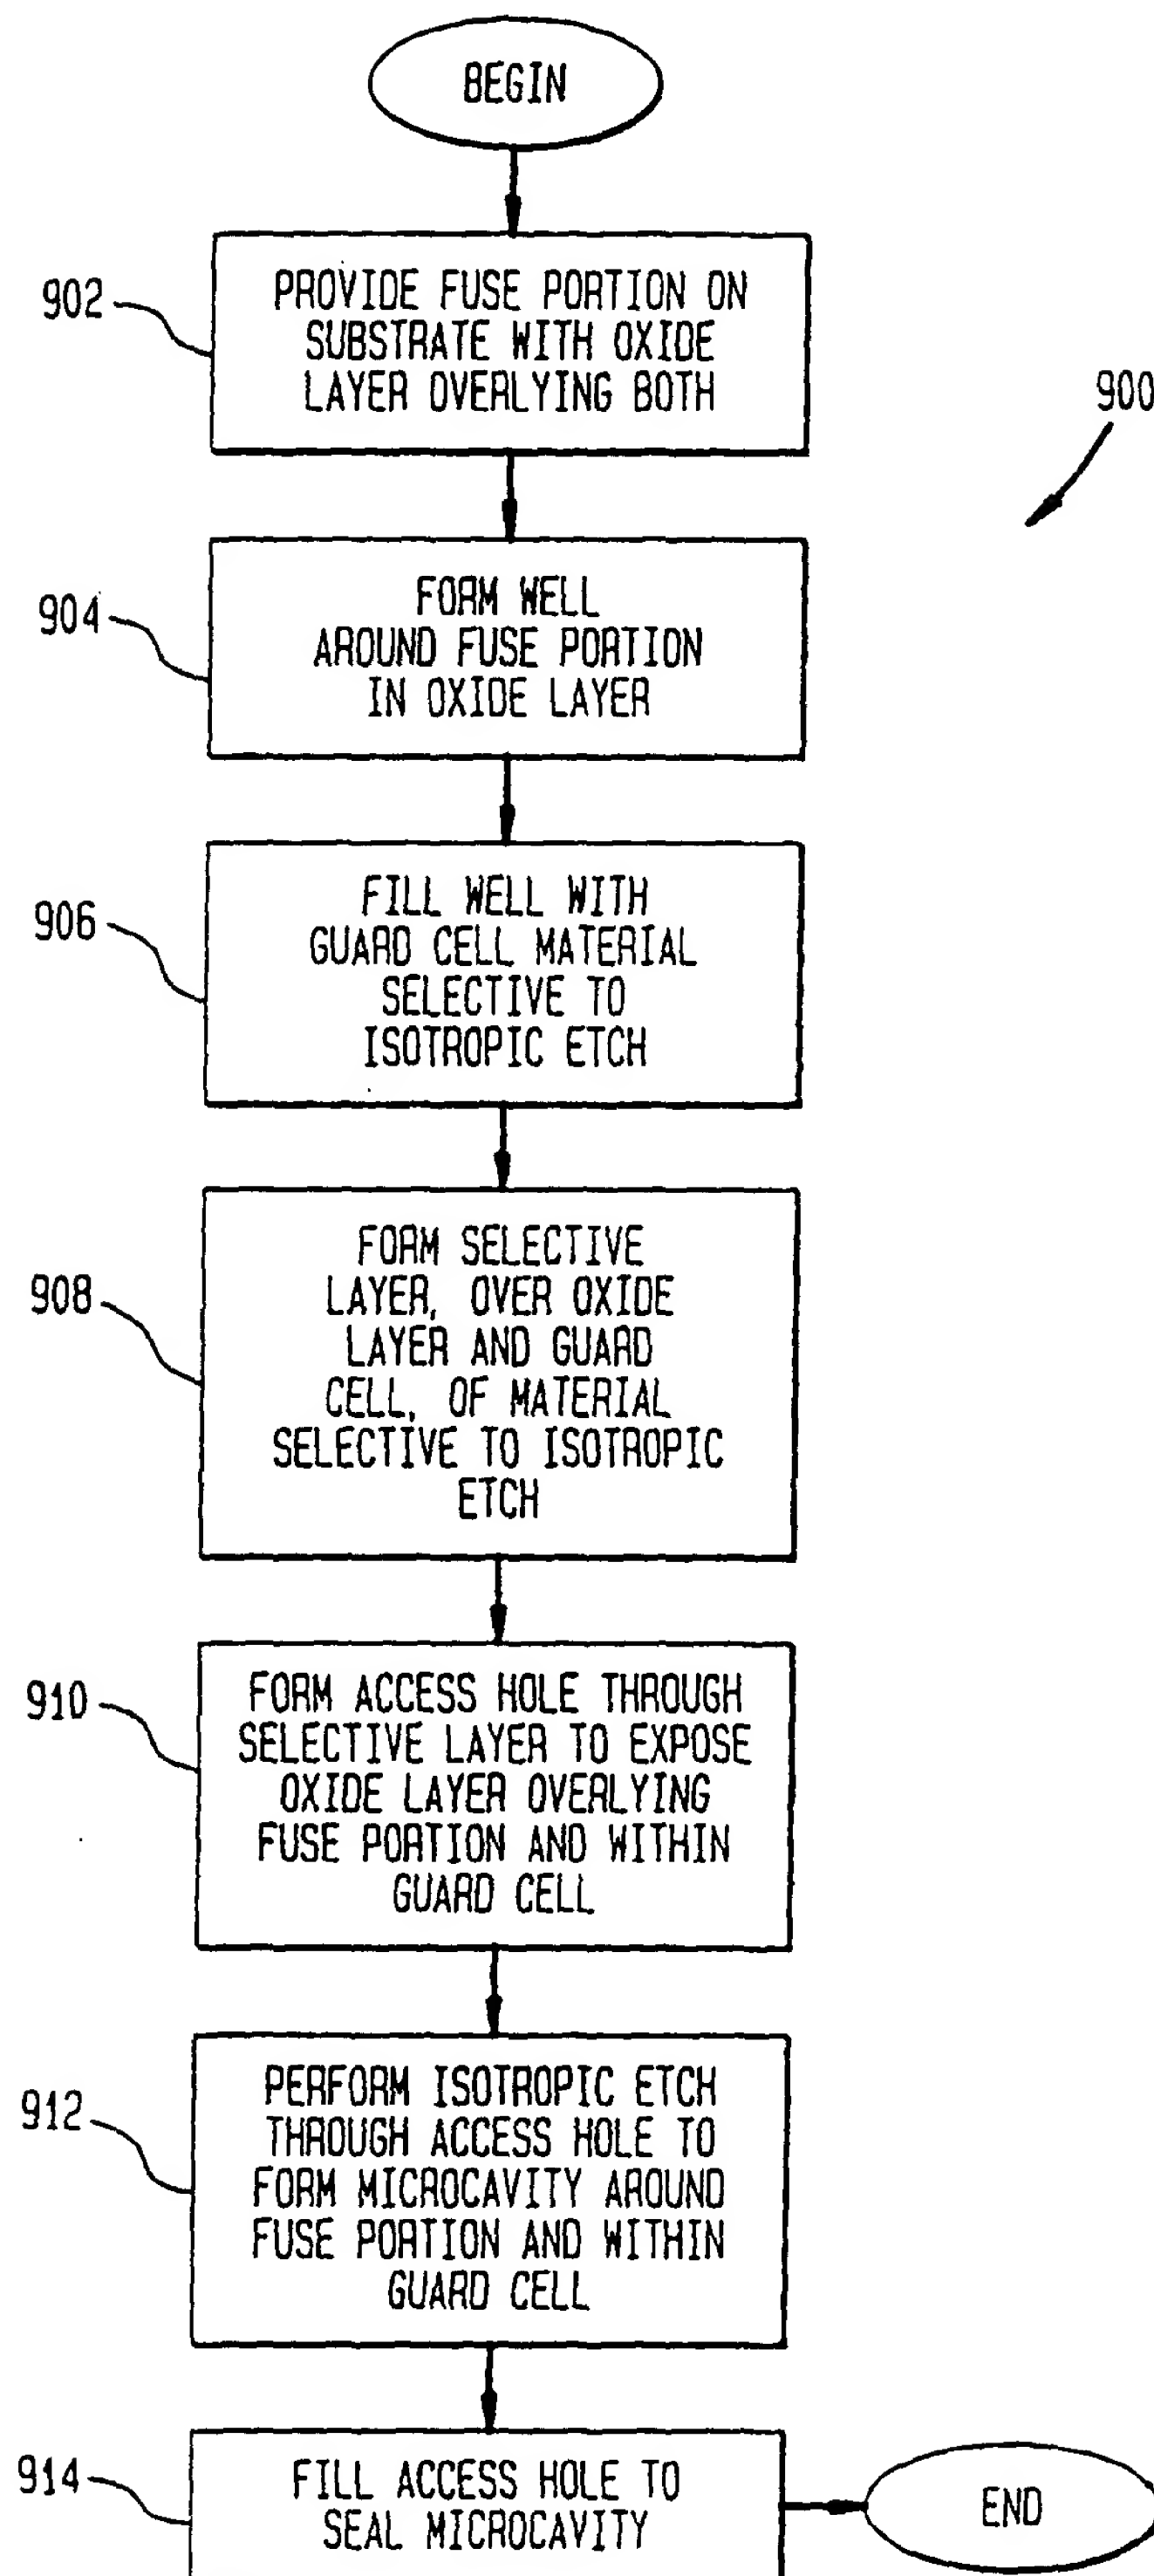 BEGIN
902
PROVIDE FUSE PORTION ON
SUBSTRATE WITH OXIDE
LAYER OVERLYING BOTH
900
904
FORM WELL
AROUND FUSE PORTION
IN OXIDE LAYER
906
FILL WELL WITH
GUARD CELL MATERIAL
SELECTIVE TO
ISOTROPIC ETCH
908
FORM SELECTIVE
LAYER, OVER OXIDE
LAYER AND GUARD
CELL, OF MATERIAL
SELECTIVE TO ISOTROPIC
ETCH
910
FORM ACCESS HOLE THROUGH
SELECTIVE LAYER TO EXPOSE
OXIDE LAYER OVERLYING
FUSE PORTION AND WITHIN
GUARD CELL
912
PERFORM ISOTROPIC ETCH
THROUGH ACCESS HOLE TO
FORM MICROCAVITY AROUND
FUSE PORTION AND WITHIN
GUARD CELL
914
FILL ACCESS HOLE TO
SEAL MICROCAVITY
END